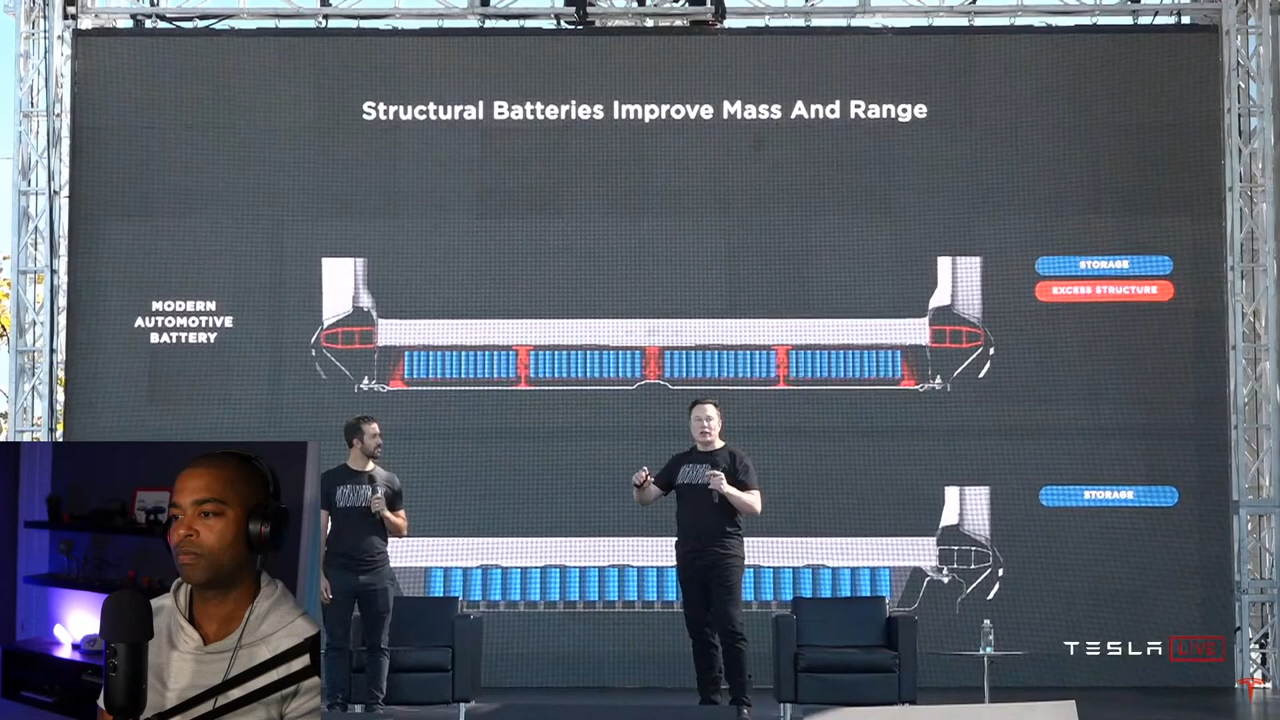 Structural Batteries Improve Mass And Range
STORAGE
EXCESS STRUCTURE
MODERN
AUTOMOTIVE
BATTERY
STORAGE
TESLA LIVE